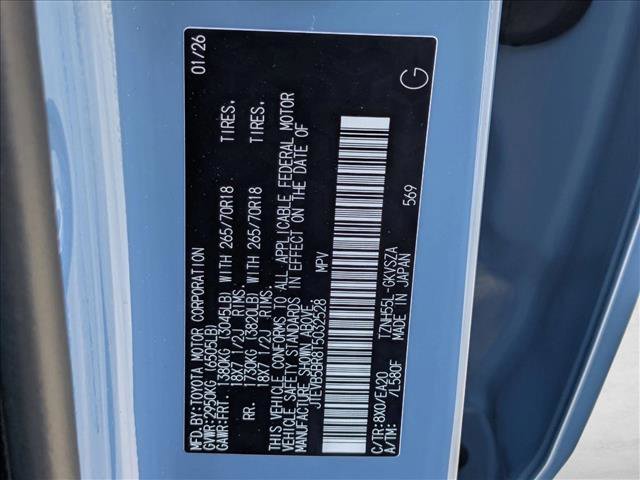 MFD.BY:TOYOTA MOTOR CORPORATION 01/26
GVWR:2950KG (6505LB)
GAWR:FRT. 1380KG (3045LB) WITH 265/70R18 TIRES.
18X7 1/2J RIMS.
RR. 1730KG (3820LB) WITH 265/70R18 TIRES.
18X7 1/2J RIMS.
THIS VEHICLE CONFORMS TO ALL APPLICABLE FEDERAL MOTOR
VEHICLE SAFETY STANDARDS IN EFFECT ON THE DATE OF
MANUFACTURE SHOWN ABOVE.
JTEVB5BR815032528 MPV
C/TR:8X0/EA20 TZNH55L-GKVSZA
A/TM: /L580F MADE IN JAPAN 569
G